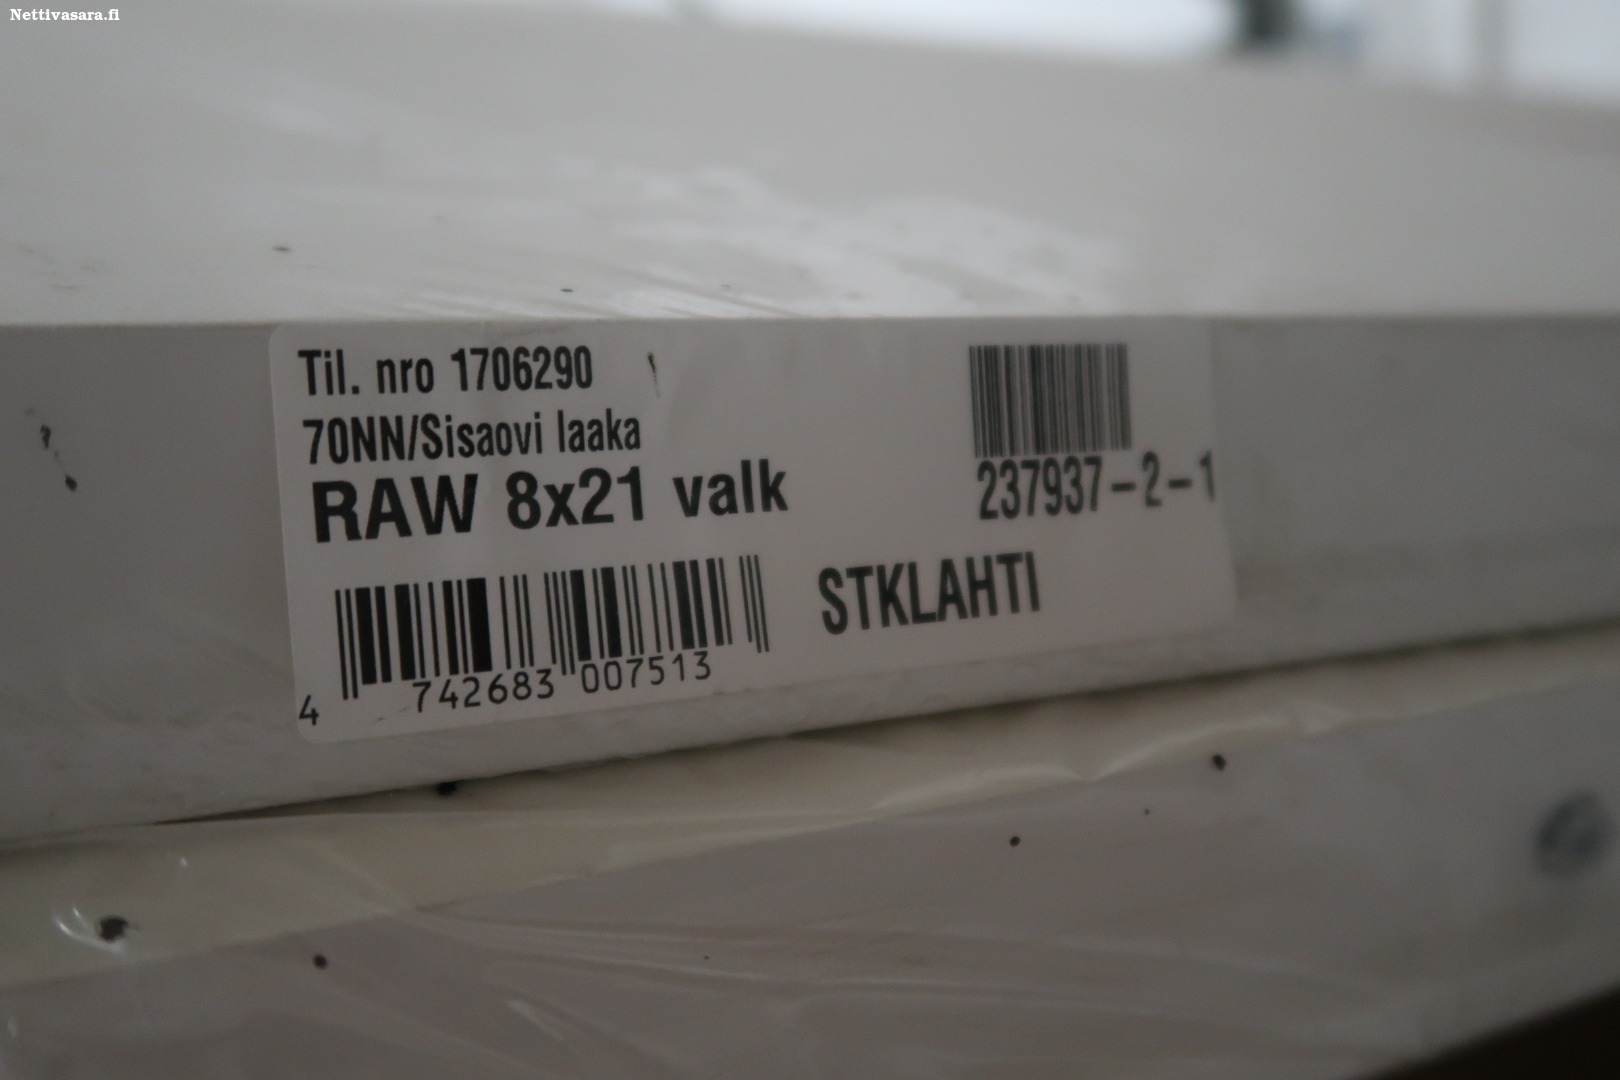 Nettivasara.fi
Til. nro 1706290
70NN/Sisaovi laaka
RAW 8x21 valk
237937-2-1
STKLAHTI
4 742683 007513